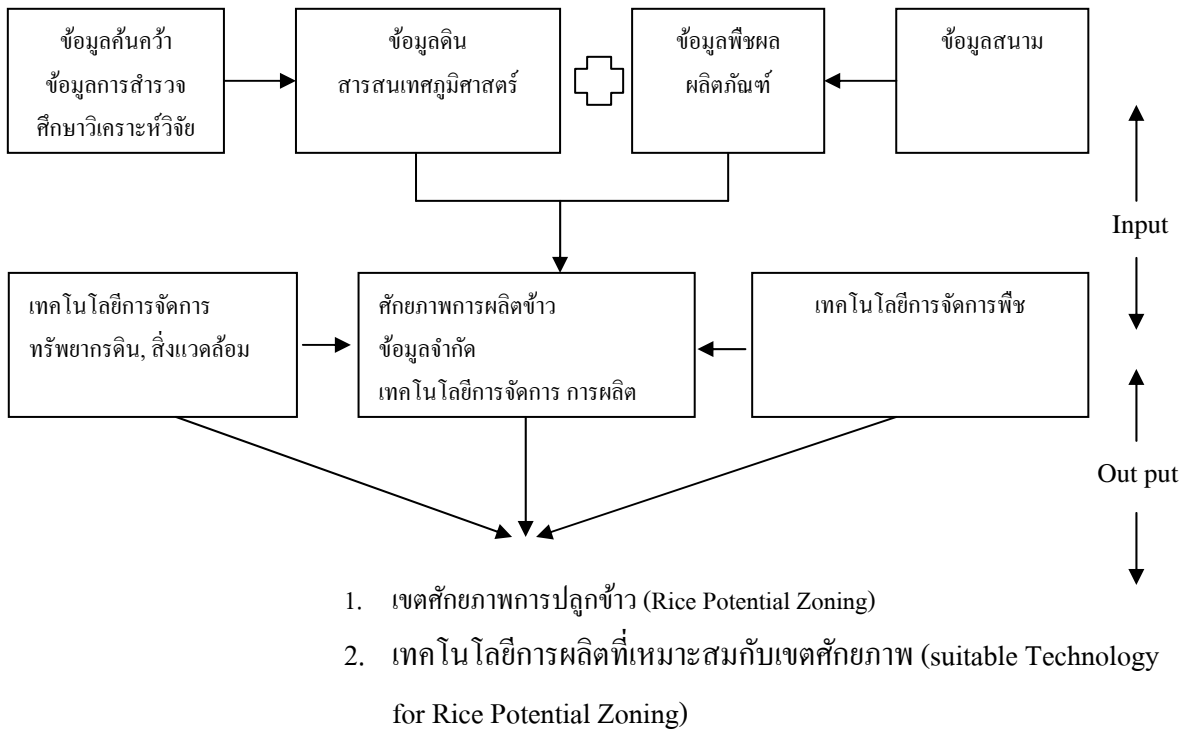 ข้อมูลค้นคว้า
ข้อมูลการสำรวจ
ศึกษาวิเคราะห์วิจัย
ข้อมูลดิน
สารสนเทศภูมิศาสตร์
ข้อมูลพืชผล
ผลิตภัณฑ์
ข้อมูลสนาม
Input
เทคโนโลยีการจัดการ
ทรัพยากรดิน, สิ่งแวดล้อม
ศักยภาพการผลิตข้าว
ข้อมูลจำกัด
เทคโนโลยีการจัดการ การผลิต
เทคโนโลยีการจัดการพืช
Out put
1. เขตศักยภาพการปลูกข้าว (Rice Potential Zoning)
2. เทคโนโลยีการผลิตที่เหมาะสมกับเขตศักยภาพ (suitable Technology
for Rice Potential Zoning)